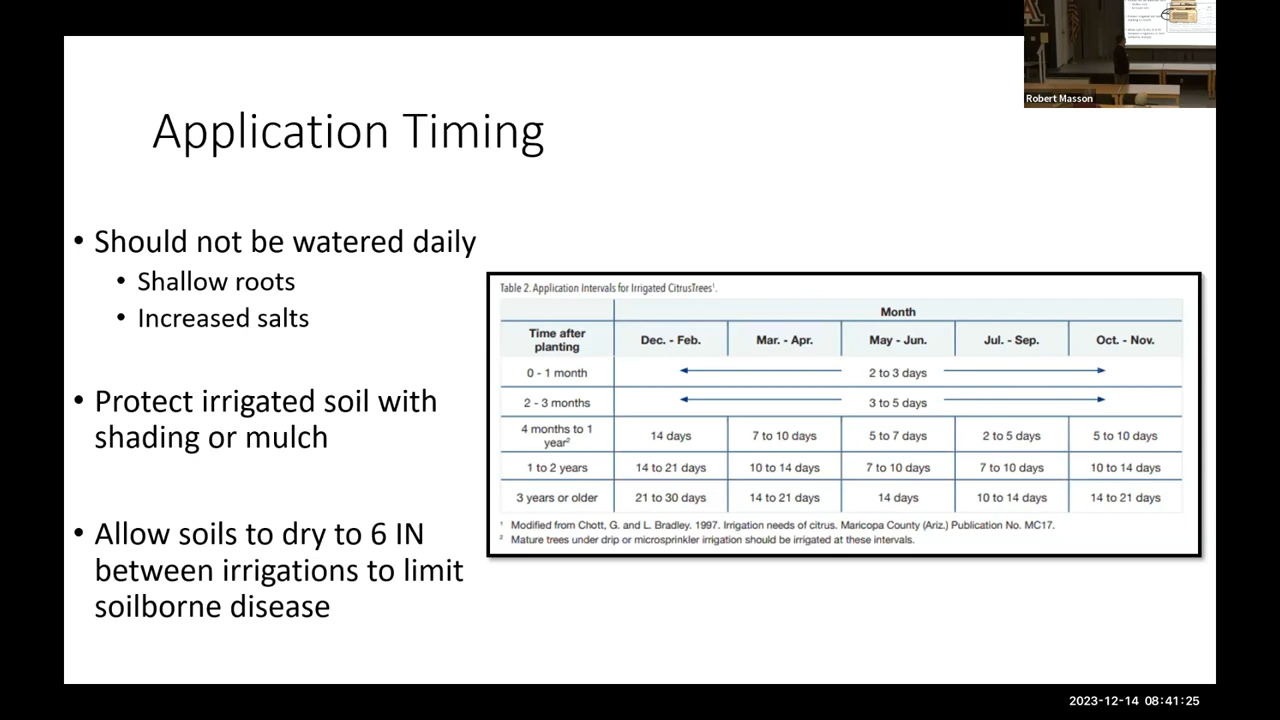 Robert Masson
Application Timing
• Should not be watered daily
• Shallow roots
• Increased salts
• Protect irrigated soil with
shading or mulch
• Allow soils to dry to 6 IN
between irrigations to limit
soilborne disease
Table 2. Application Intervals for Irrigated CitrusTrees¹.
Month
Time after planting Dec. - Feb. Mar. - Apr. May - Jun. Jul. - Sep. Oct. - Nov.
0 - 1 month 2 to 3 days
2 - 3 months 3 to 5 days
4 months to 1 year² 14 days 7 to 10 days 5 to 7 days 2 to 5 days 5 to 10 days
1 to 2 years 14 to 21 days 10 to 14 days 7 to 10 days 7 to 10 days 10 to 14 days
3 years or older 21 to 30 days 14 to 21 days 14 days 10 to 14 days 14 to 21 days
¹ Modified from Chott, G. and L. Bradley. 1997. Irrigation needs of citrus. Maricopa County (Ariz.) Publication No. MC17.
² Mature trees under drip or microsprinkler irrigation should be irrigated at these intervals.
2023-12-14 08:41:25